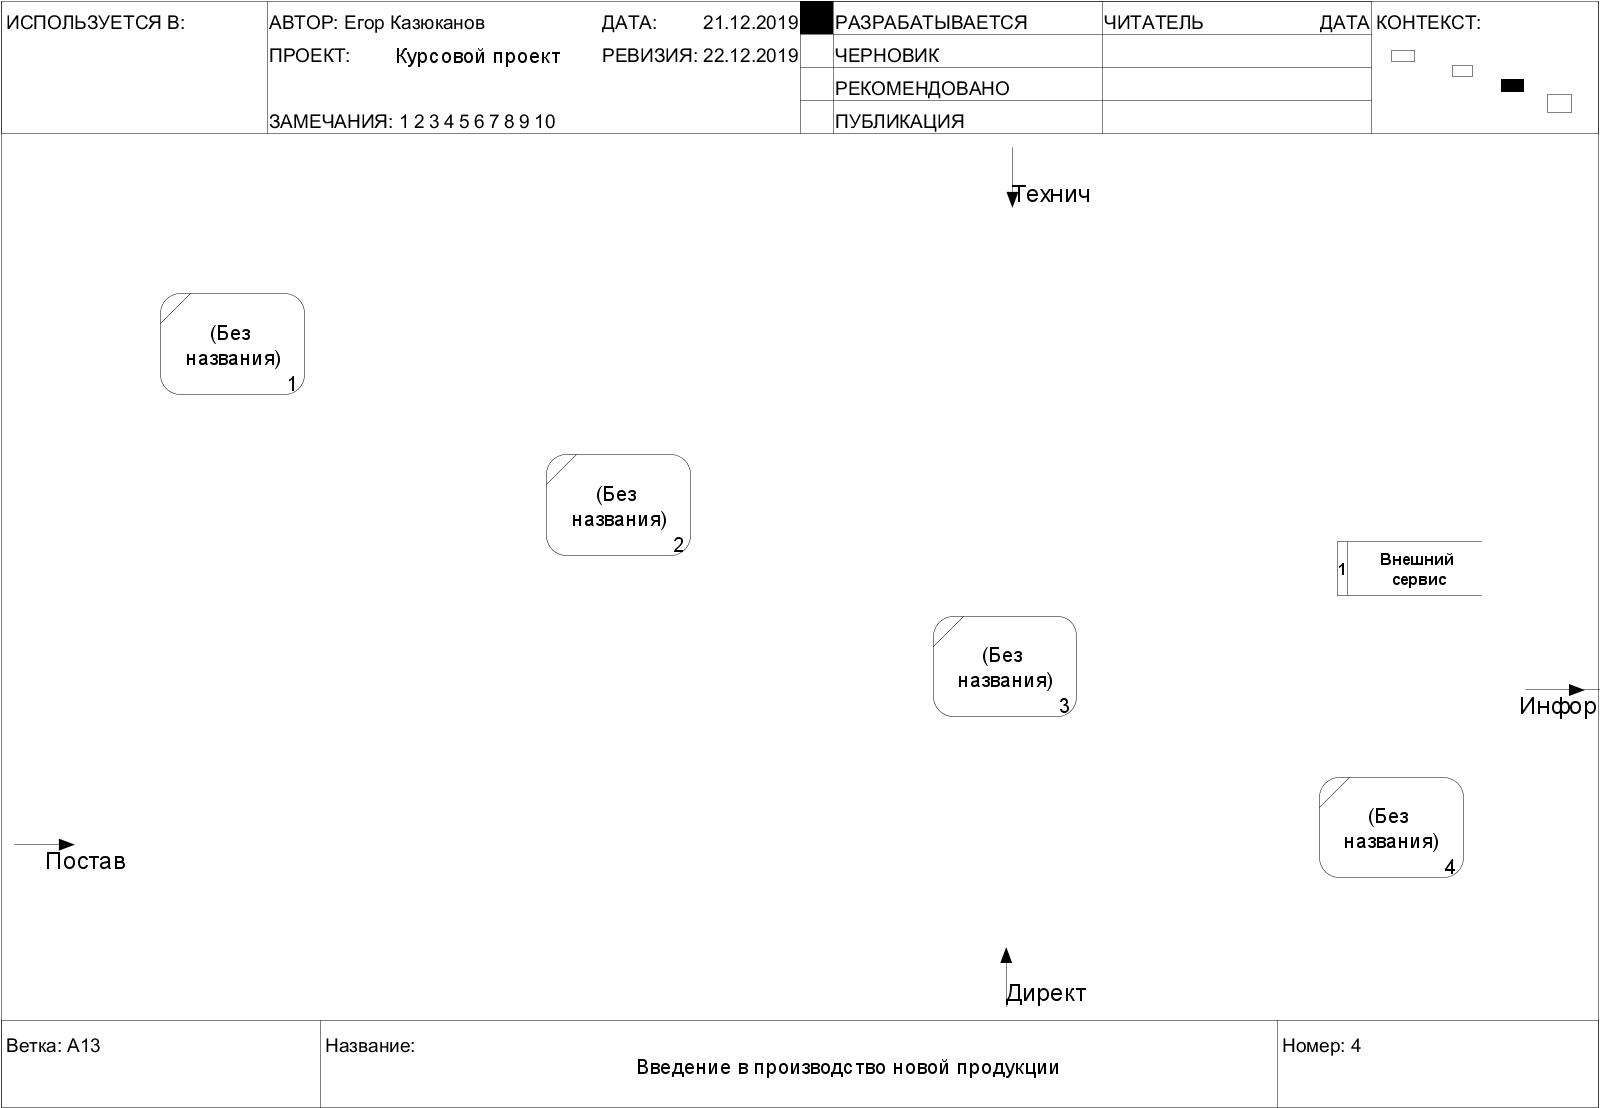 ИСПОЛЬЗУЕТСЯ В:
АВТОР: Егор Казюканов
ДАТА: 21.12.2019
РАЗРАБАТЫВАЕТСЯ
ЧИТАТЕЛЬ
ДАТА
КОНТЕКСТ:
ПРОЕКТ: Курсовой проект
РЕВИЗИЯ: 22.12.2019
ЧЕРНОВИК
РЕКОМЕНДОВАНО
ЗАМЕЧАНИЯ: 1 2 3 4 5 6 7 8 9 10
ПУБЛИКАЦИЯ
Технич
(Без
названия)
1
(Без
названия)
2
1
Внешний
сервис
(Без
названия)
3
Инфор
(Без
названия)
4
Постав
Директ
Ветка: A13
Название:
Введение в производство новой продукции
Номер: 4